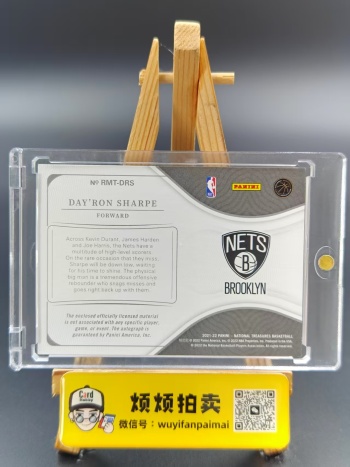 Nº RMT-DRS
DAY'RON SHARPE
FORWARD
Across Kevin Durant, James Harden
and Joe Harris, the Nets have a
multitude of high-level scorers.
On the rare occasion that they miss,
Sharpe will be down low, waiting
for his time to shine. The physical
big man is a tremendous offensive
rebounder who snags misses and
goes right back up with them.
The enclosed officially licensed material
is not associated with any specific player,
game, or event. The autograph is
guaranteed by Panini America, Inc.
PANINI
NETS
B
BROOKLYN
2021-22 PANINI - NATIONAL TREASURES BASKETBALL
Card
烦烦拍卖
微信号：wuyifanpaimai